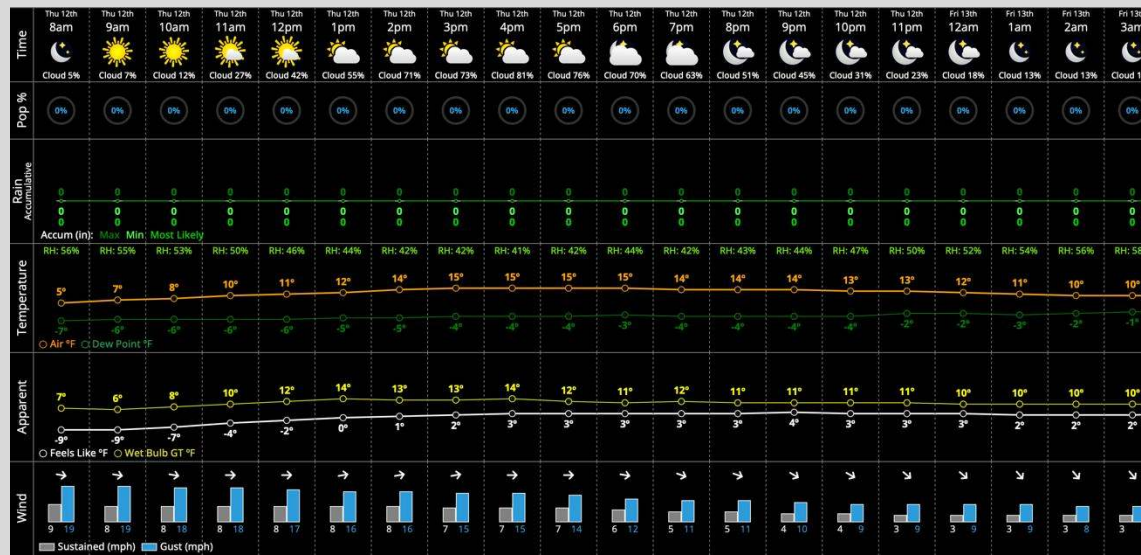 Time
Thu 12th Thu 12th Thu 12th Thu 12th Thu 12th Thu 12th Thu 12th Thu 12th Thu 12th Thu 12th Thu 12th Thu 12th Thu 12th Thu 12th Thu 12th Thu 12th Fri 13th Fri 13th Fri 13th Fri 13th
8am 9am 10am 11am 12pm 1pm 2pm 3pm 4pm 5pm 6pm 7pm 8pm 9pm 10pm 11pm 12am 1am 2am 3am
Cloud 5% Cloud 7% Cloud 12% Cloud 27% Cloud 42% Cloud 55% Cloud 71% Cloud 73% Cloud 81% Cloud 76% Cloud 70% Cloud 63% Cloud 51% Cloud 45% Cloud 31% Cloud 23% Cloud 18% Cloud 13% Cloud 13% Cloud 1
Pop %
0% 0% 0% 0% 0% 0% 0% 0% 0% 0% 0% 0% 0% 0% 0% 0% 0% 0% 0% 0%
Rain
Accumulative
0 0 0 0 0 0 0 0 0 0 0 0 0 0 0 0 0 0 0 0
0 0 0 0 0 0 0 0 0 0 0 0 0 0 0 0 0 0 0 0
0 0 0 0 0 0 0 0 0 0 0 0 0 0 0 0 0 0 0 0
Accum (in): Max Min Most Likely
Temperature
RH: 56% RH: 55% RH: 53% RH: 50% RH: 46% RH: 44% RH: 42% RH: 42% RH: 41% RH: 42% RH: 44% RH: 42% RH: 43% RH: 44% RH: 47% RH: 50% RH: 52% RH: 54% RH: 56% RH: 58
5° 7° 8° 10° 11° 12° 14° 15° 15° 15° 15° 14° 14° 14° 13° 13° 12° 11° 10° 10°
-7° -6° -6° -6° -6° -5° -5° -4° -4° -4° -3° -4° -4° -4° -4° -2° -2° -3° -2° -1°
Air °F Dew Point °F
Apparent
7° 6° 8° 10° 12° 14° 13° 13° 14° 12° 11° 12° 11° 11° 11° 11° 10° 10° 10° 10°
-9° -9° -7° -4° -2° 0° 1° 2° 3° 3° 3° 3° 3° 4° 3° 3° 3° 2° 2° 2°
Feels Like °F Wet Bulb GT °F
Wind
9 19 8 19 8 18 8 18 8 17 8 16 8 16 7 15 7 15 7 14 6 12 5 11 5 11 4 10 4 9 3 9 3 9 3 9 3 8 3
Sustained (mph) Gust (mph)